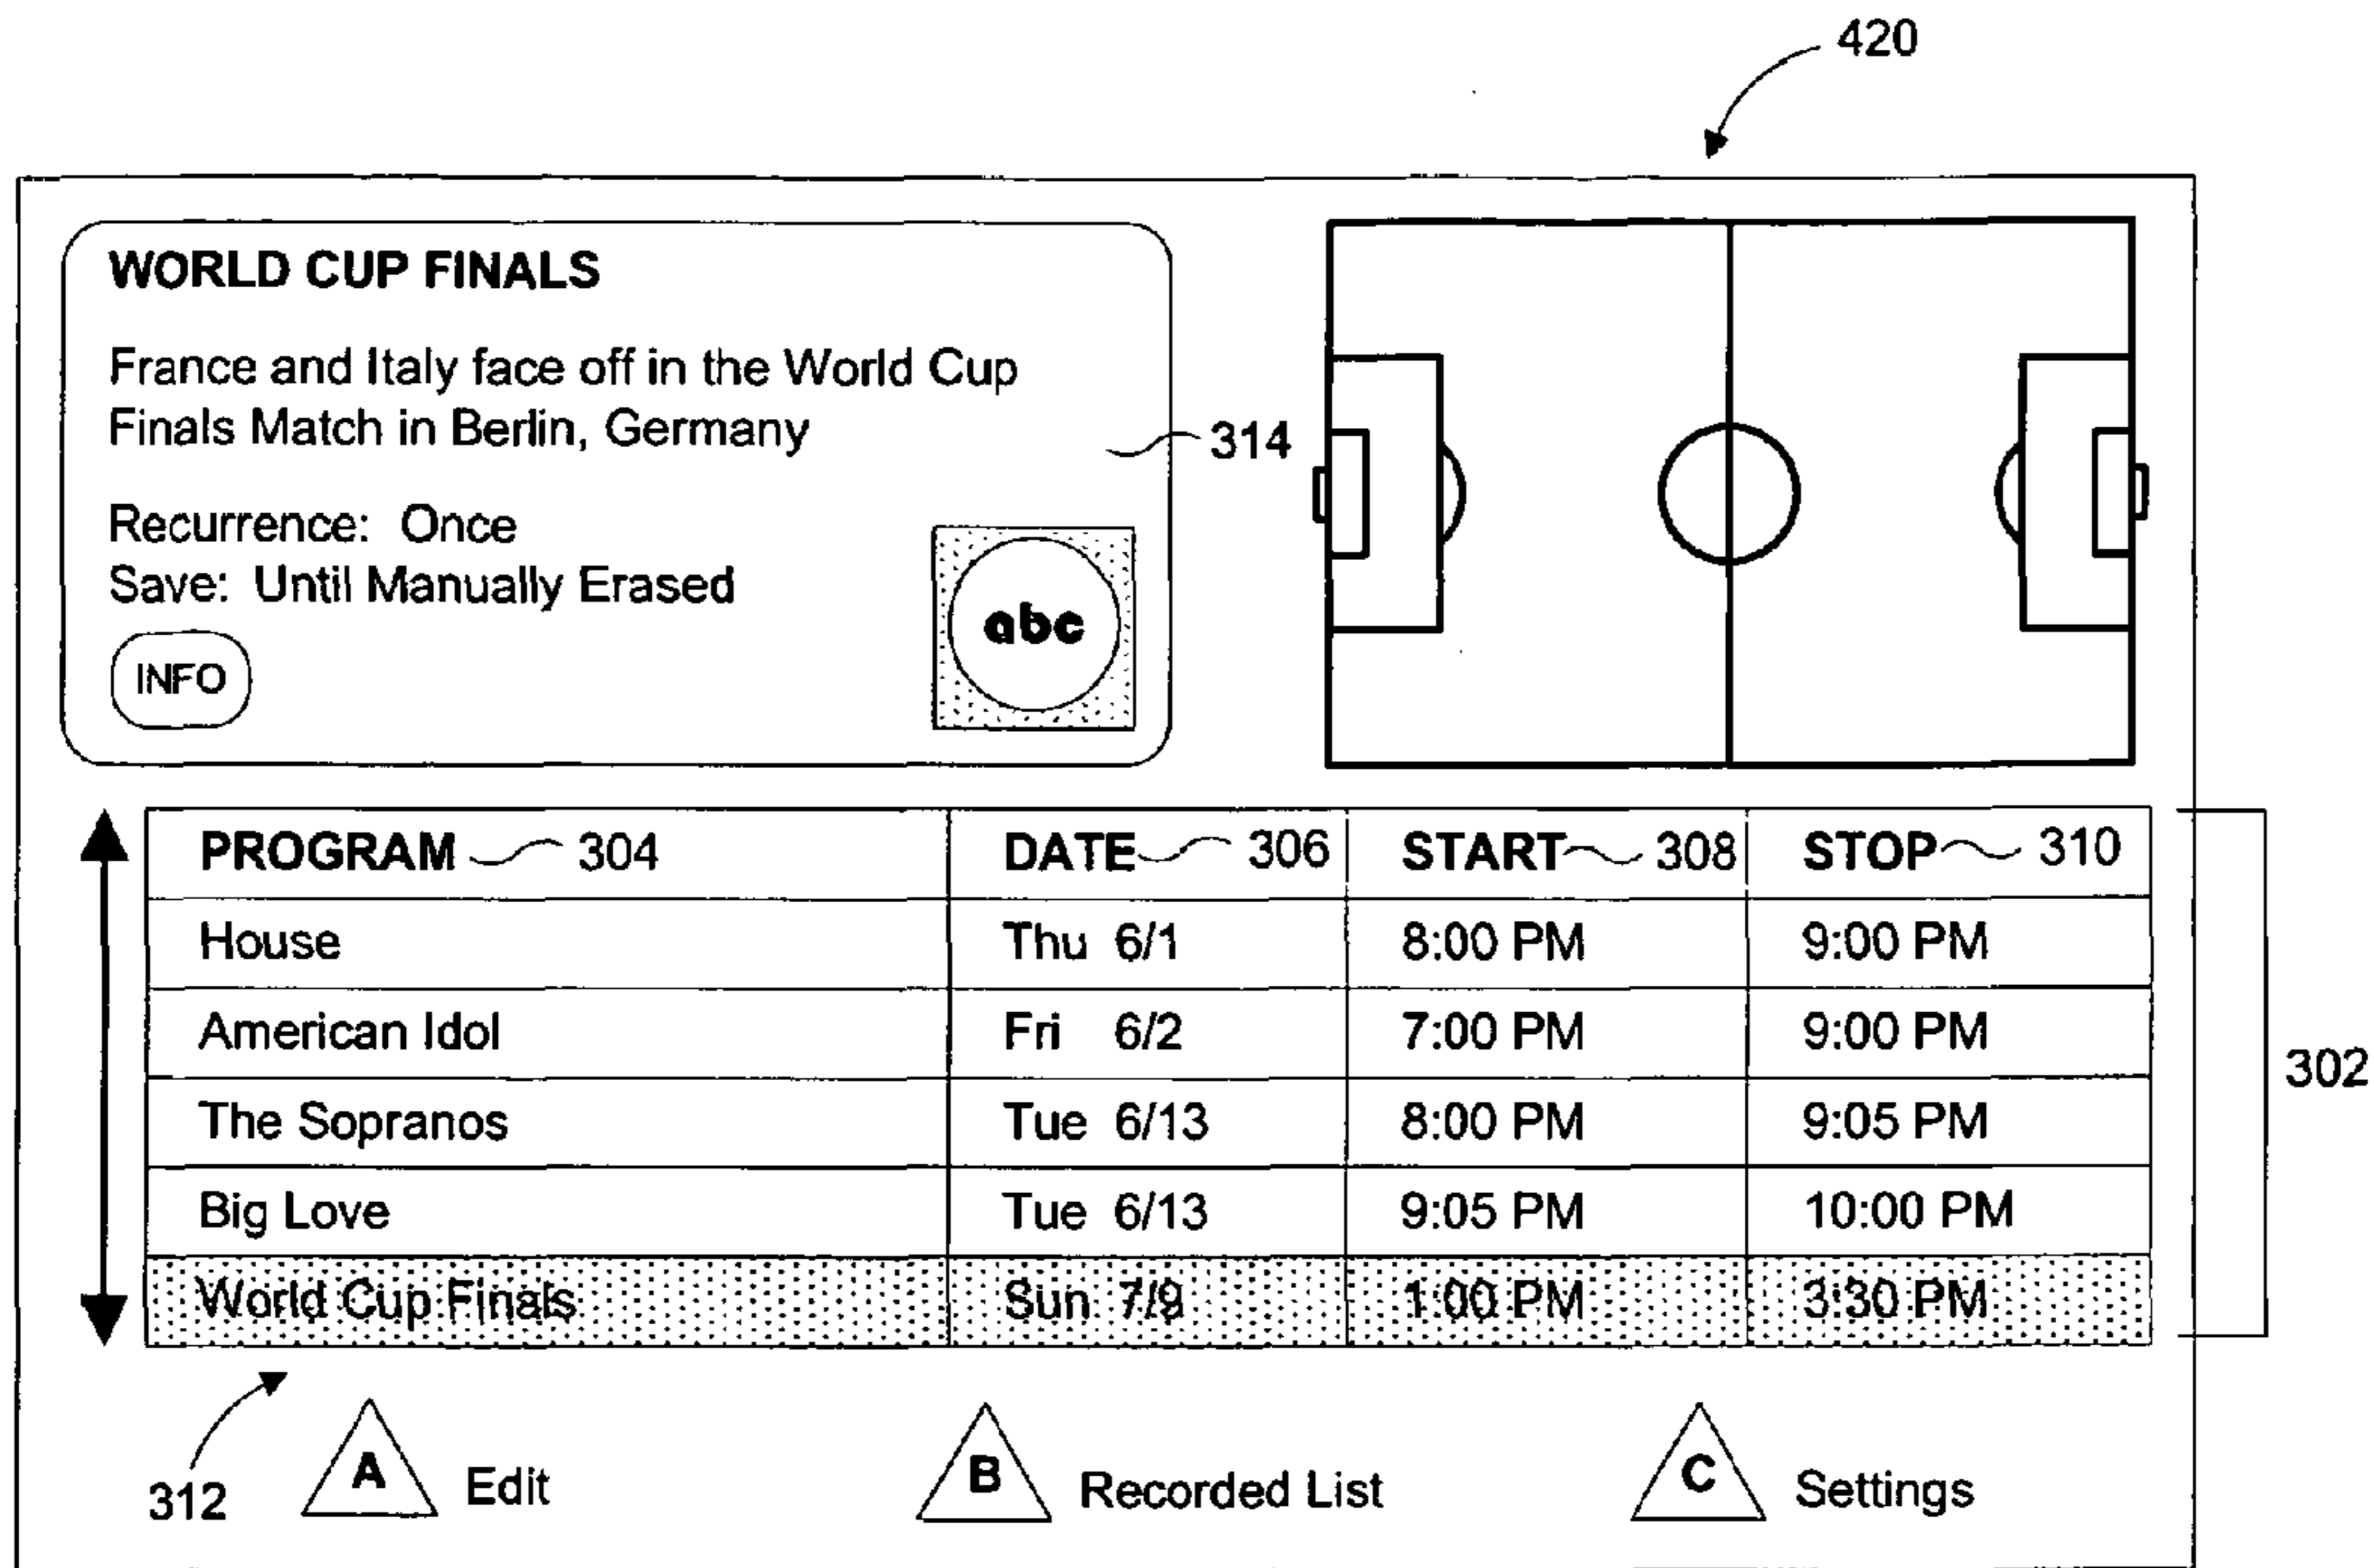 420
WORLD CUP FINALS
France and Italy face off in the World Cup
Finals Match in Berlin, Germany
314
Recurrence: Once
Save: Until Manually Erased
abc
INFO
PROGRAM 304 DATE 306 START 308 STOP 310
House Thu 6/1 8:00 PM 9:00 PM
American Idol Fri 6/2 7:00 PM 9:00 PM
302
The Sopranos Tue 6/13 8:00 PM 9:05 PM
Big Love Tue 6/13 9:05 PM 10:00 PM
World Cup Finals Sun 7/9 1:00 PM 3:30 PM
312 A Edit B Recorded List C Settings